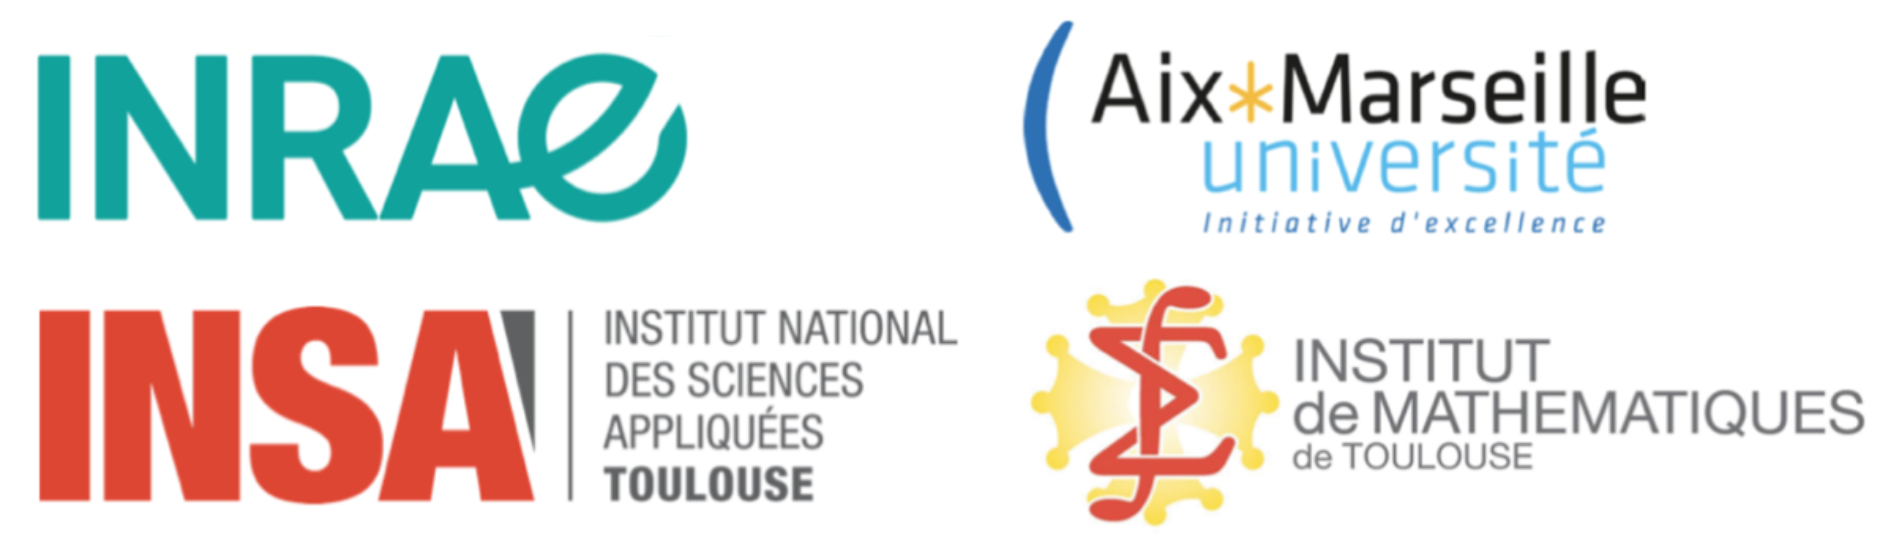 INRAE
Aix*Marseille
université
Initiative d'excellence
INSA
INSTITUT NATIONAL
DES SCIENCES
APPLIQUÉES
TOULOUSE
INSTITUT
de MATHEMATIQUES
de TOULOUSE